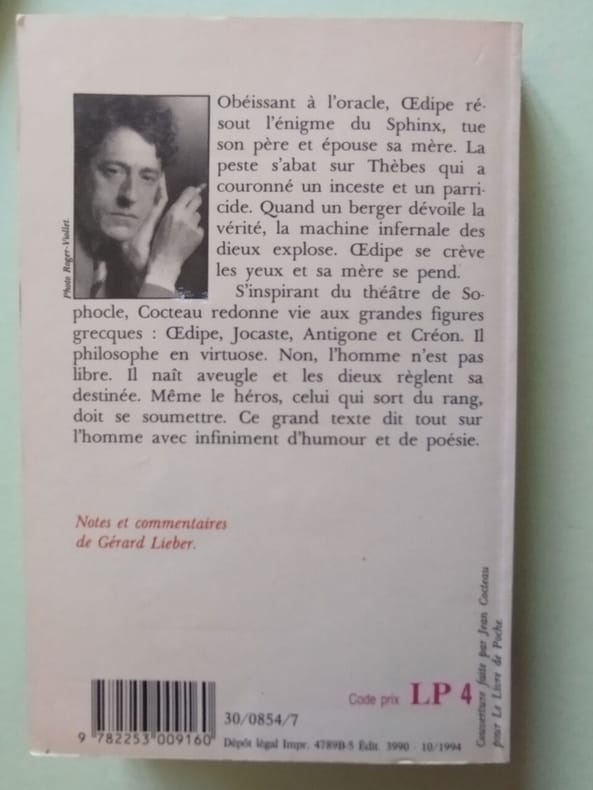 Obéissant à l'oracle, Œdipe ré-
sout l'énigme du Sphinx, tue
son père et épouse sa mère. La
peste s'abat sur Thèbes qui a
couronné un inceste et un parri-
cide. Quand un berger dévoile la
vérité, la machine infernale des
dieux explose. Œdipe se crève
les yeux et sa mère se pend.
S'inspirant du théâtre de So-
phocle, Cocteau redonne vie aux grandes figures
grecques : Œdipe, Jocaste, Antigone et Créon. Il
philosophe en virtuose. Non, l'homme n'est pas
libre. Il naît aveugle et les dieux règlent sa
destinée. Même le héros, celui qui sort du rang,
doit se soumettre. Ce grand texte dit tout sur
l'homme avec infiniment d'humour et de poésie.
Photo Roger-Viollet.
Notes et commentaires
de Gérard Lieber.
Couverture faite par Jean Cocteau
pour Le Livre de Poche
Code prix LP 4
30/0854/7
9 782253 009160
Dépôt légal Impr. 4789B-5 Édit. 3990 - 10/1994